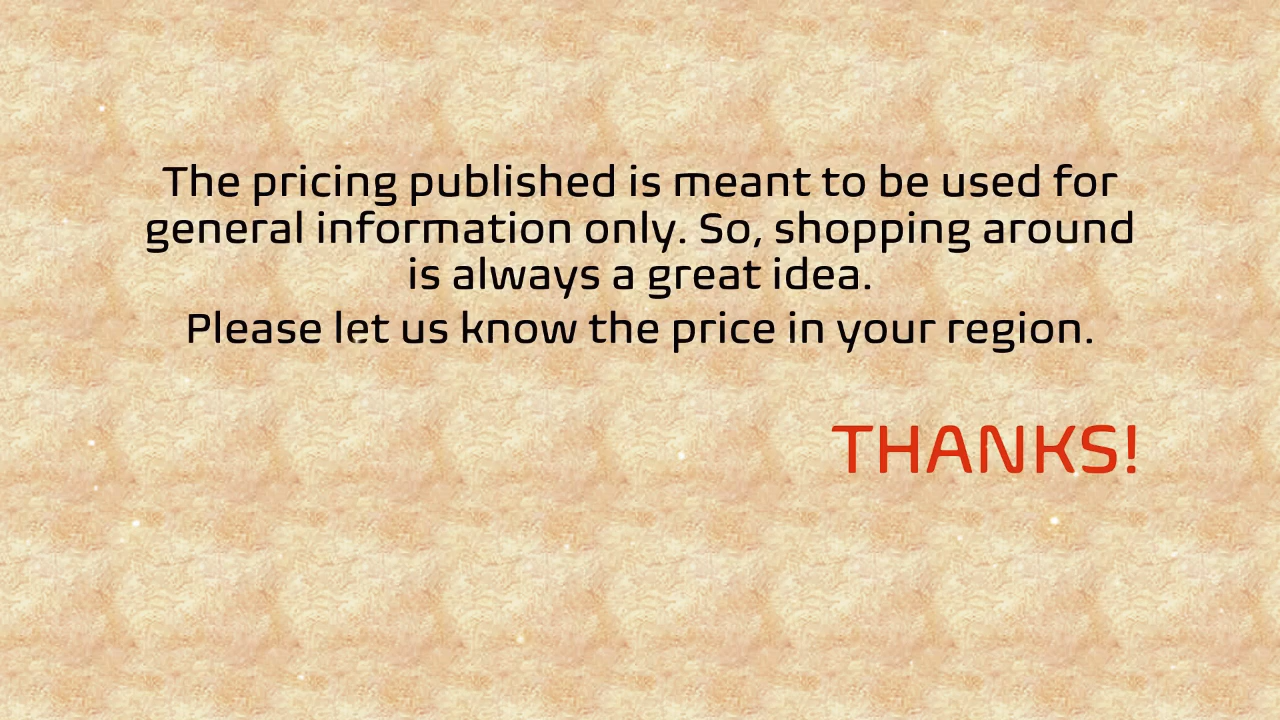 The pricing published is meant to be used for
general information only. So, shopping around
is always a great idea.
Please let us know the price in your region.
THANKS!